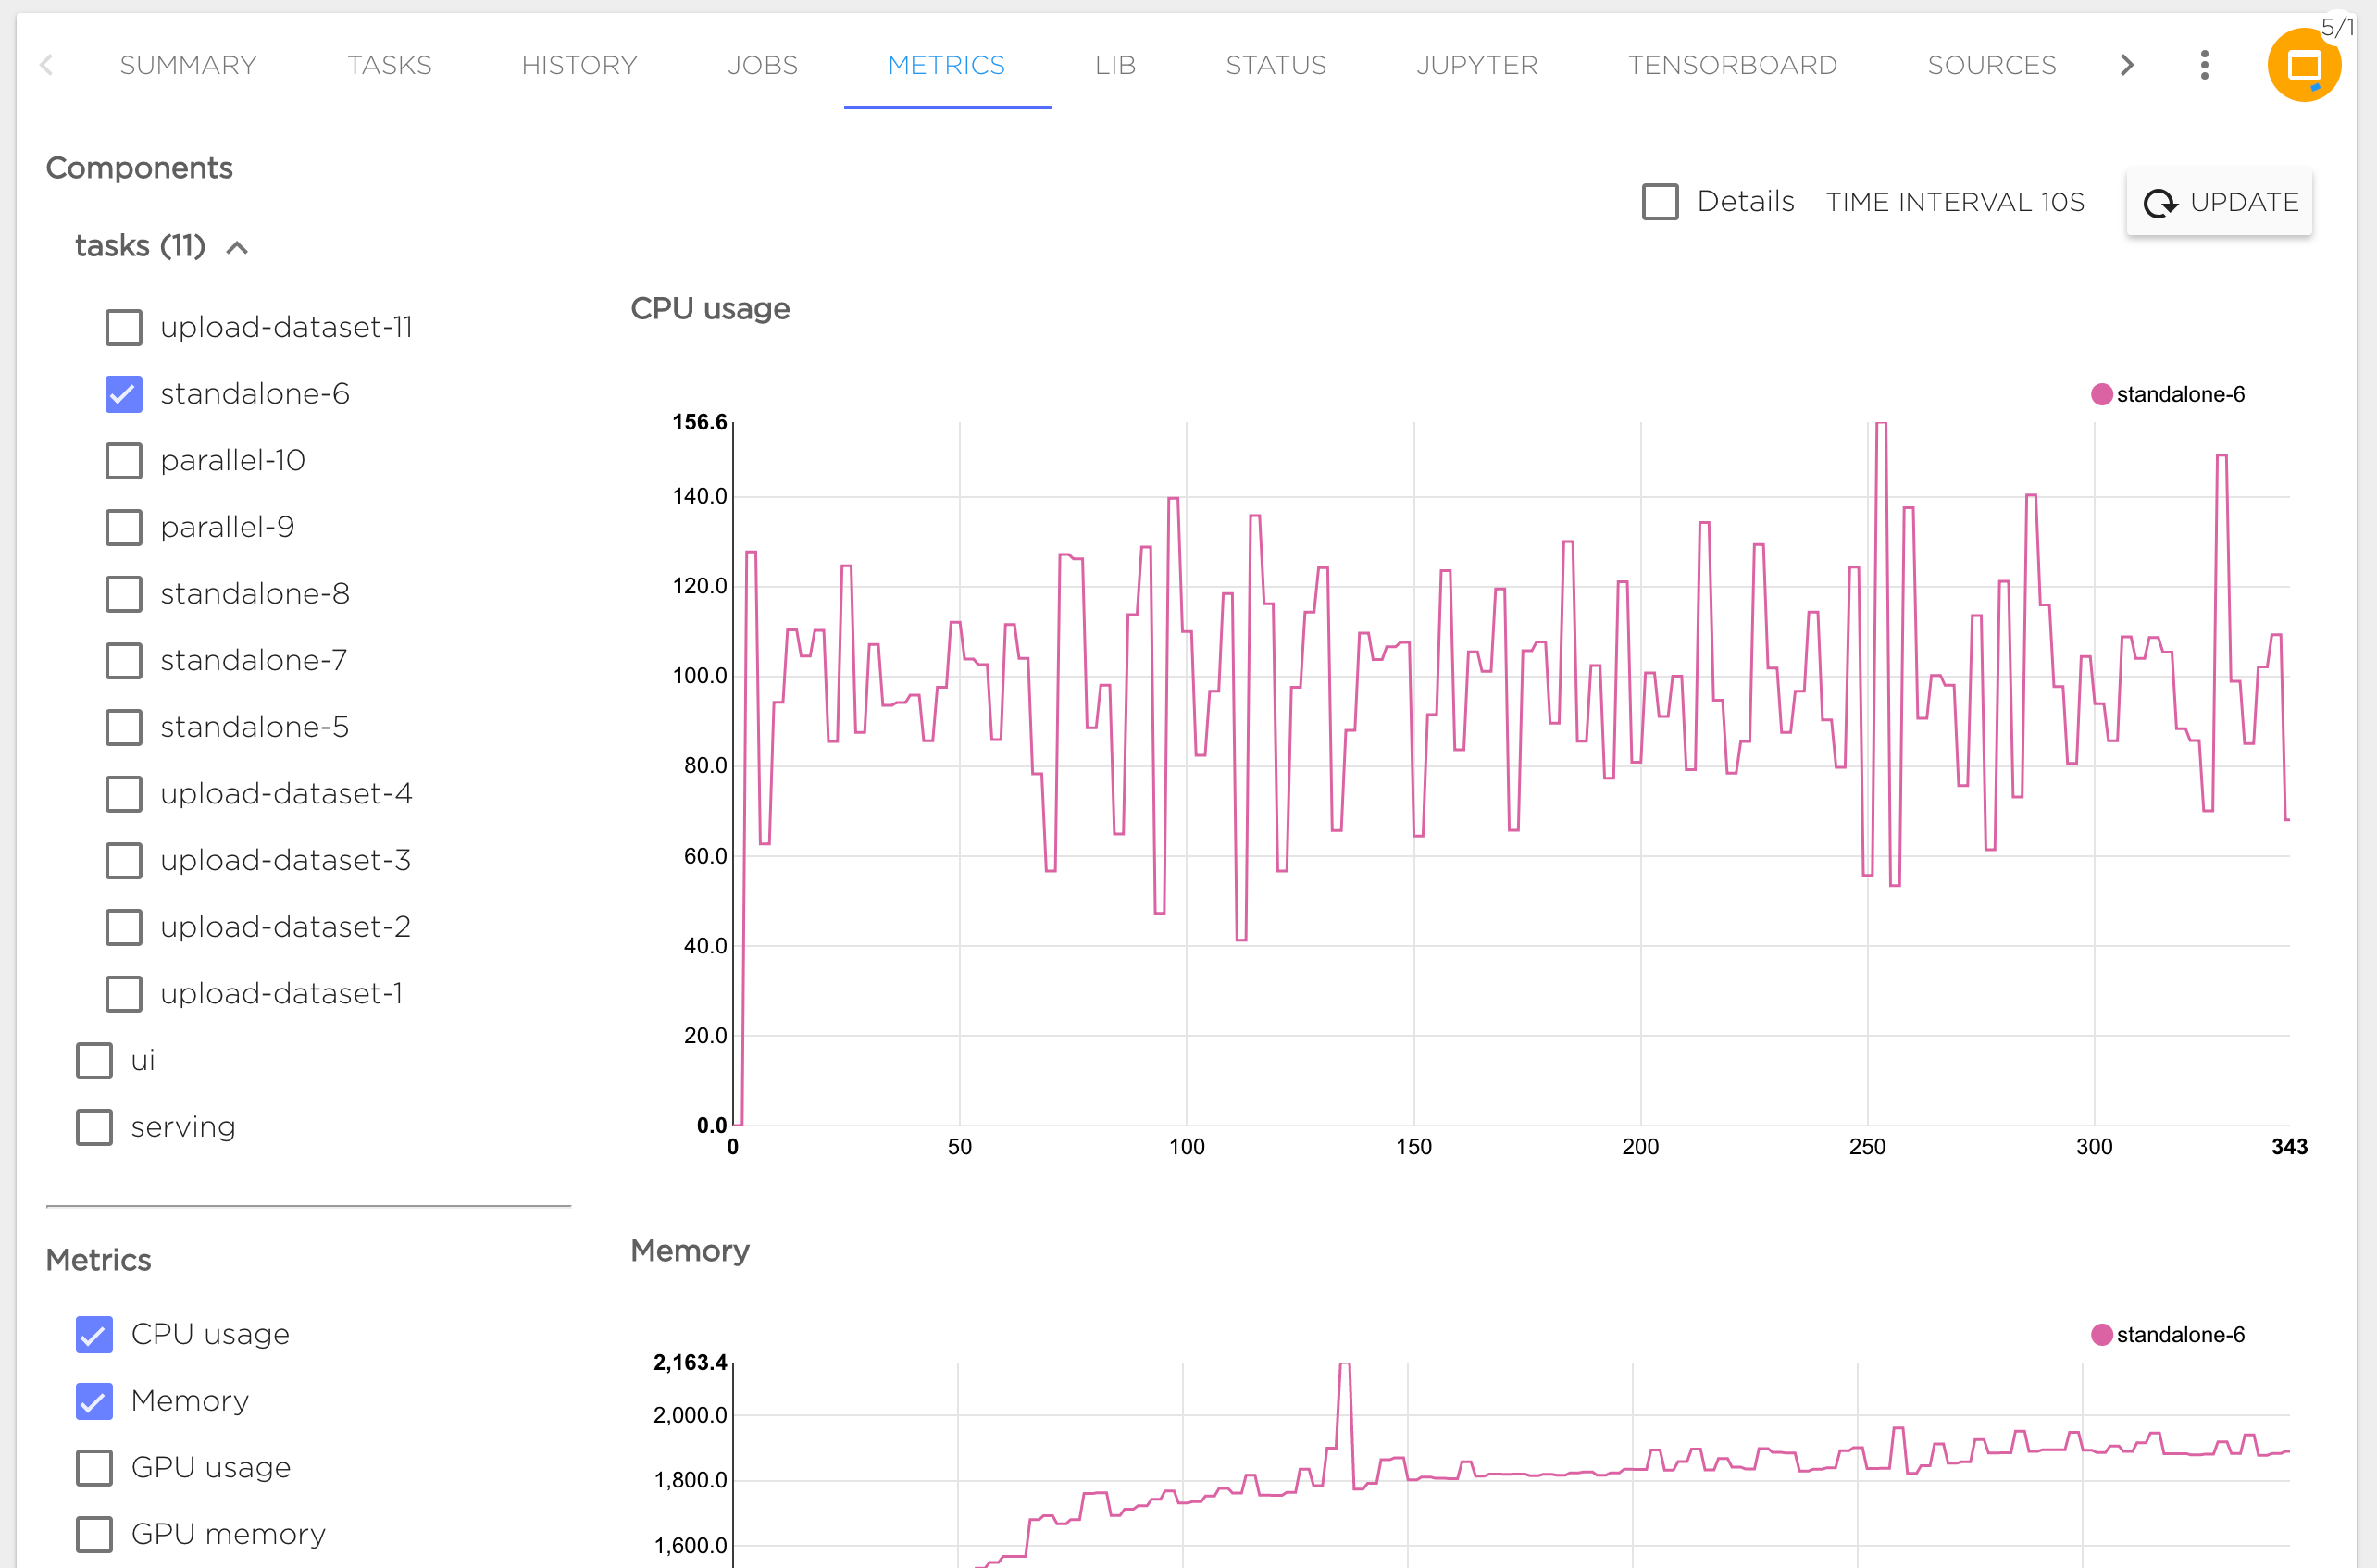 5/1
SUMMARY TASKS HISTORY JOBS METRICS LIB STATUS JUPYTER TENSORBOARD SOURCES
Components
Details TIME INTERVAL 10S UPDATE
tasks (11)
upload-dataset-11
standalone-6
parallel-10
parallel-9
standalone-8
standalone-7
standalone-5
upload-dataset-4
upload-dataset-3
upload-dataset-2
upload-dataset-1
ui
serving
Metrics
CPU usage
Memory
GPU usage
GPU memory
CPU usage
standalone-6
156.6
140.0
120.0
100.0
80.0
60.0
40.0
20.0
0.0
0 50 100 150 200 250 300 343
Memory
standalone-6
2,163.4
2,000.0
1,800.0
1,600.0